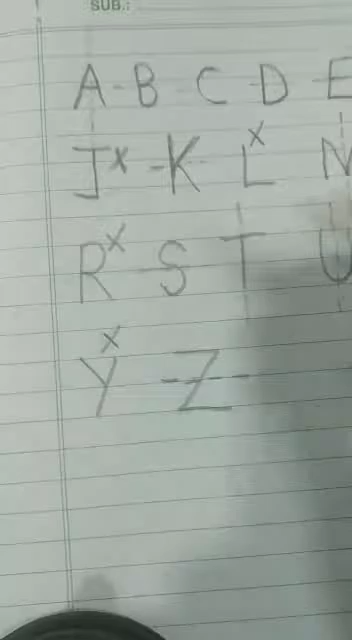 SUB.:
A - B - C - D - E
J x - K - L x N
R x - S T U
Y x - Z -